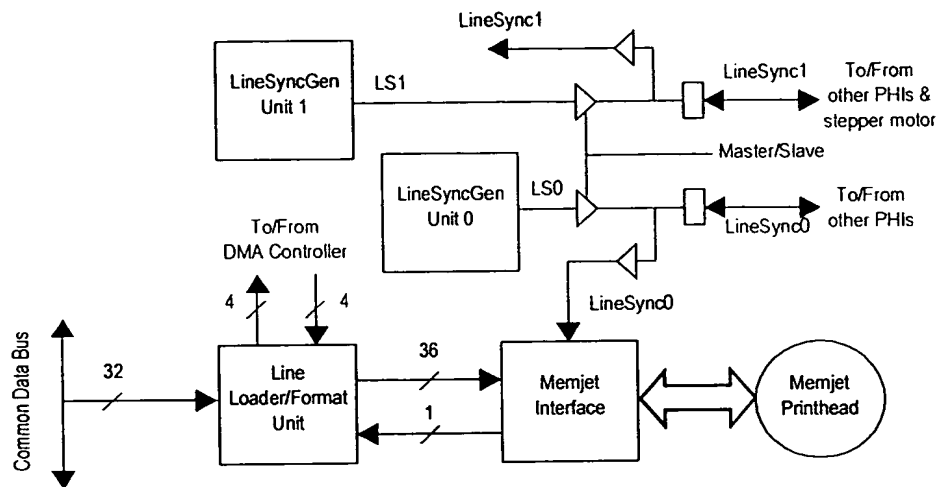 LineSync1
LineSyncGen
Unit 1
LS1
LineSync1
To/From
other PHIs &
stepper motor
Master/Slave
LineSyncGen
Unit 0
LS0
LineSync0
To/From
other PHIs
To/From
DMA Controller
4
4
LineSync0
Common Data Bus
32
Line
Loader/Format
Unit
36
1
Memjet
Interface
Memjet
Printhead